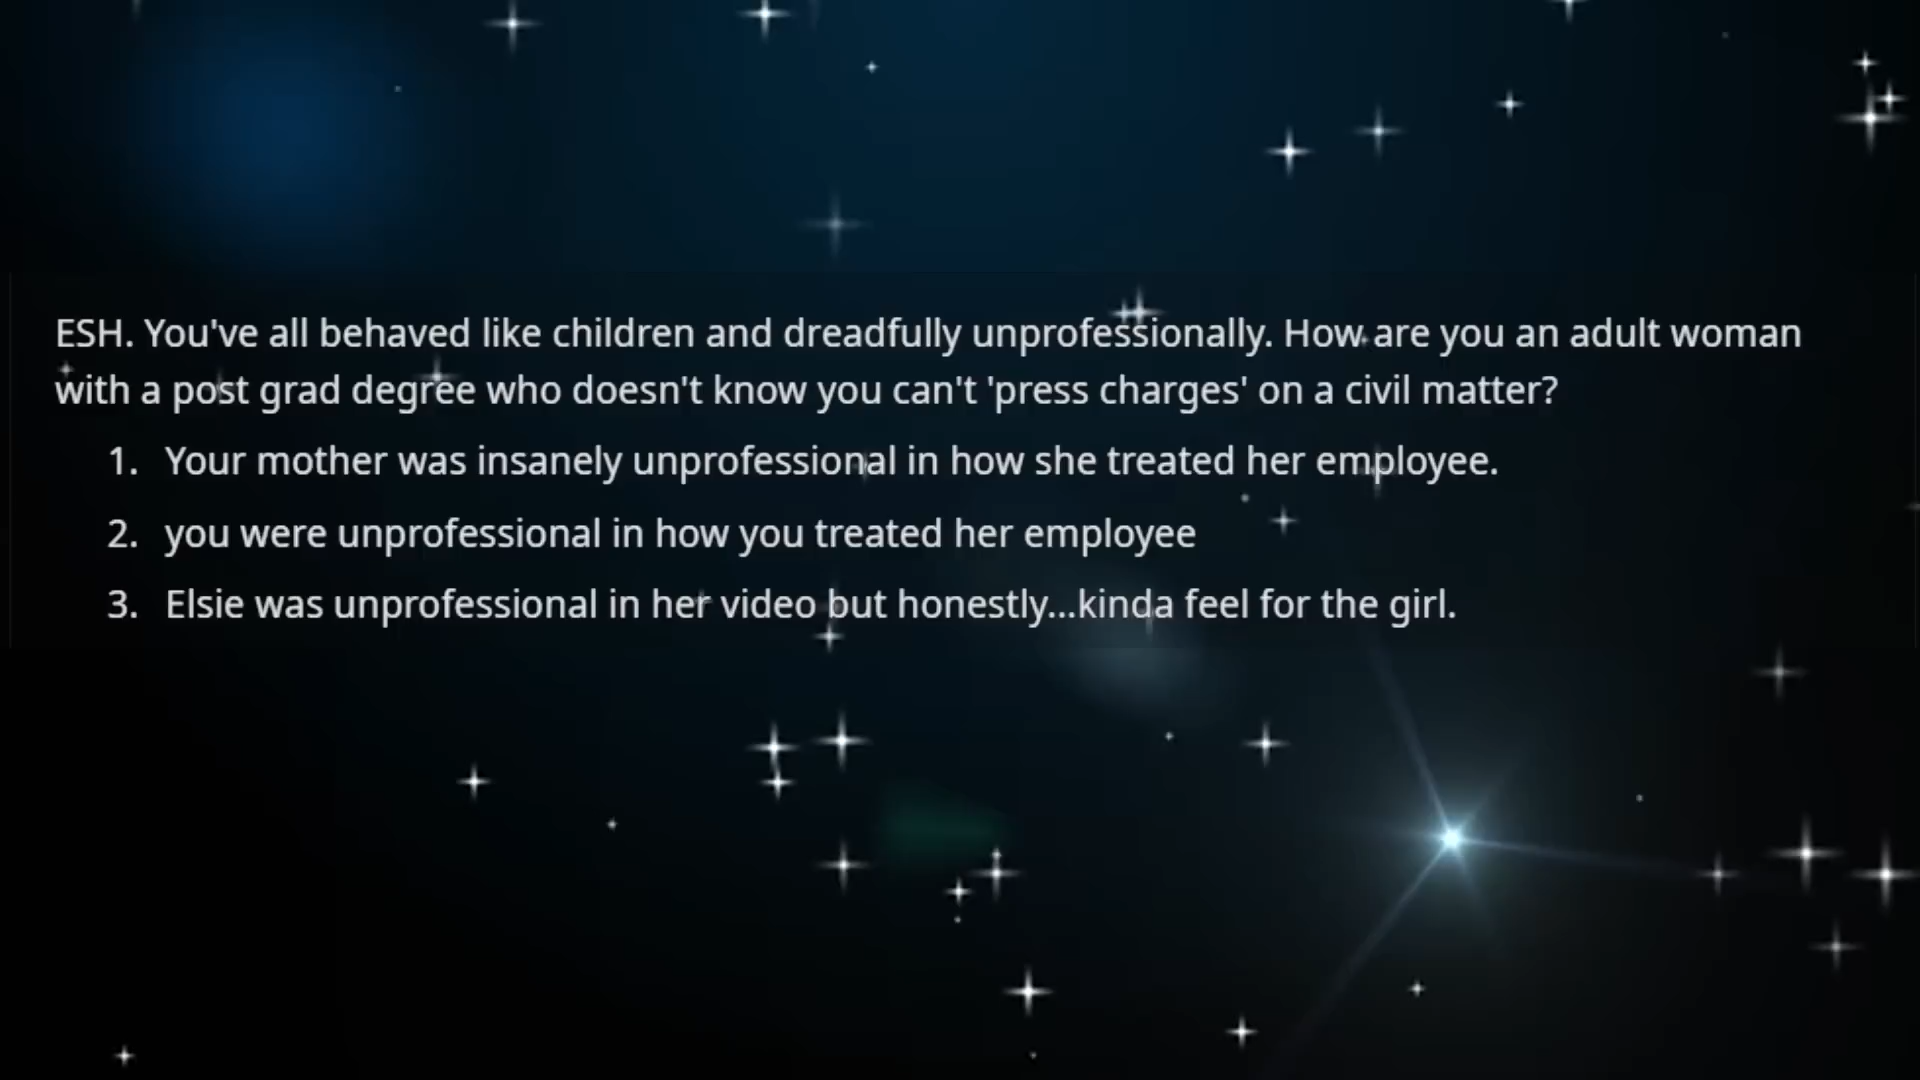 ESH. You've all behaved like children and dreadfully unprofessionally. How are you an adult woman
with a post grad degree who doesn't know you can't 'press charges' on a civil matter?
1. Your mother was insanely unprofessional in how she treated her employee.
2. you were unprofessional in how you treated her employee
3. Elsie was unprofessional in her video but honestly...kinda feel for the girl.